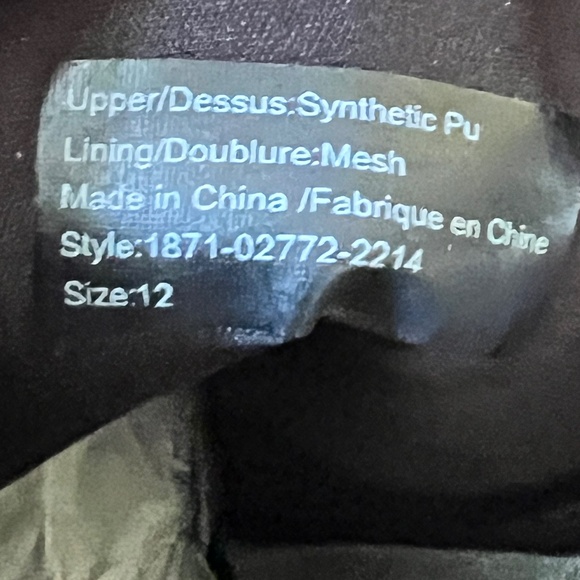 Upper/Dessus:Synthetic Pu
Lining/Doublure:Mesh
Made in China /Fabrique en Chine
Style:1871-02772-2214
Size:12